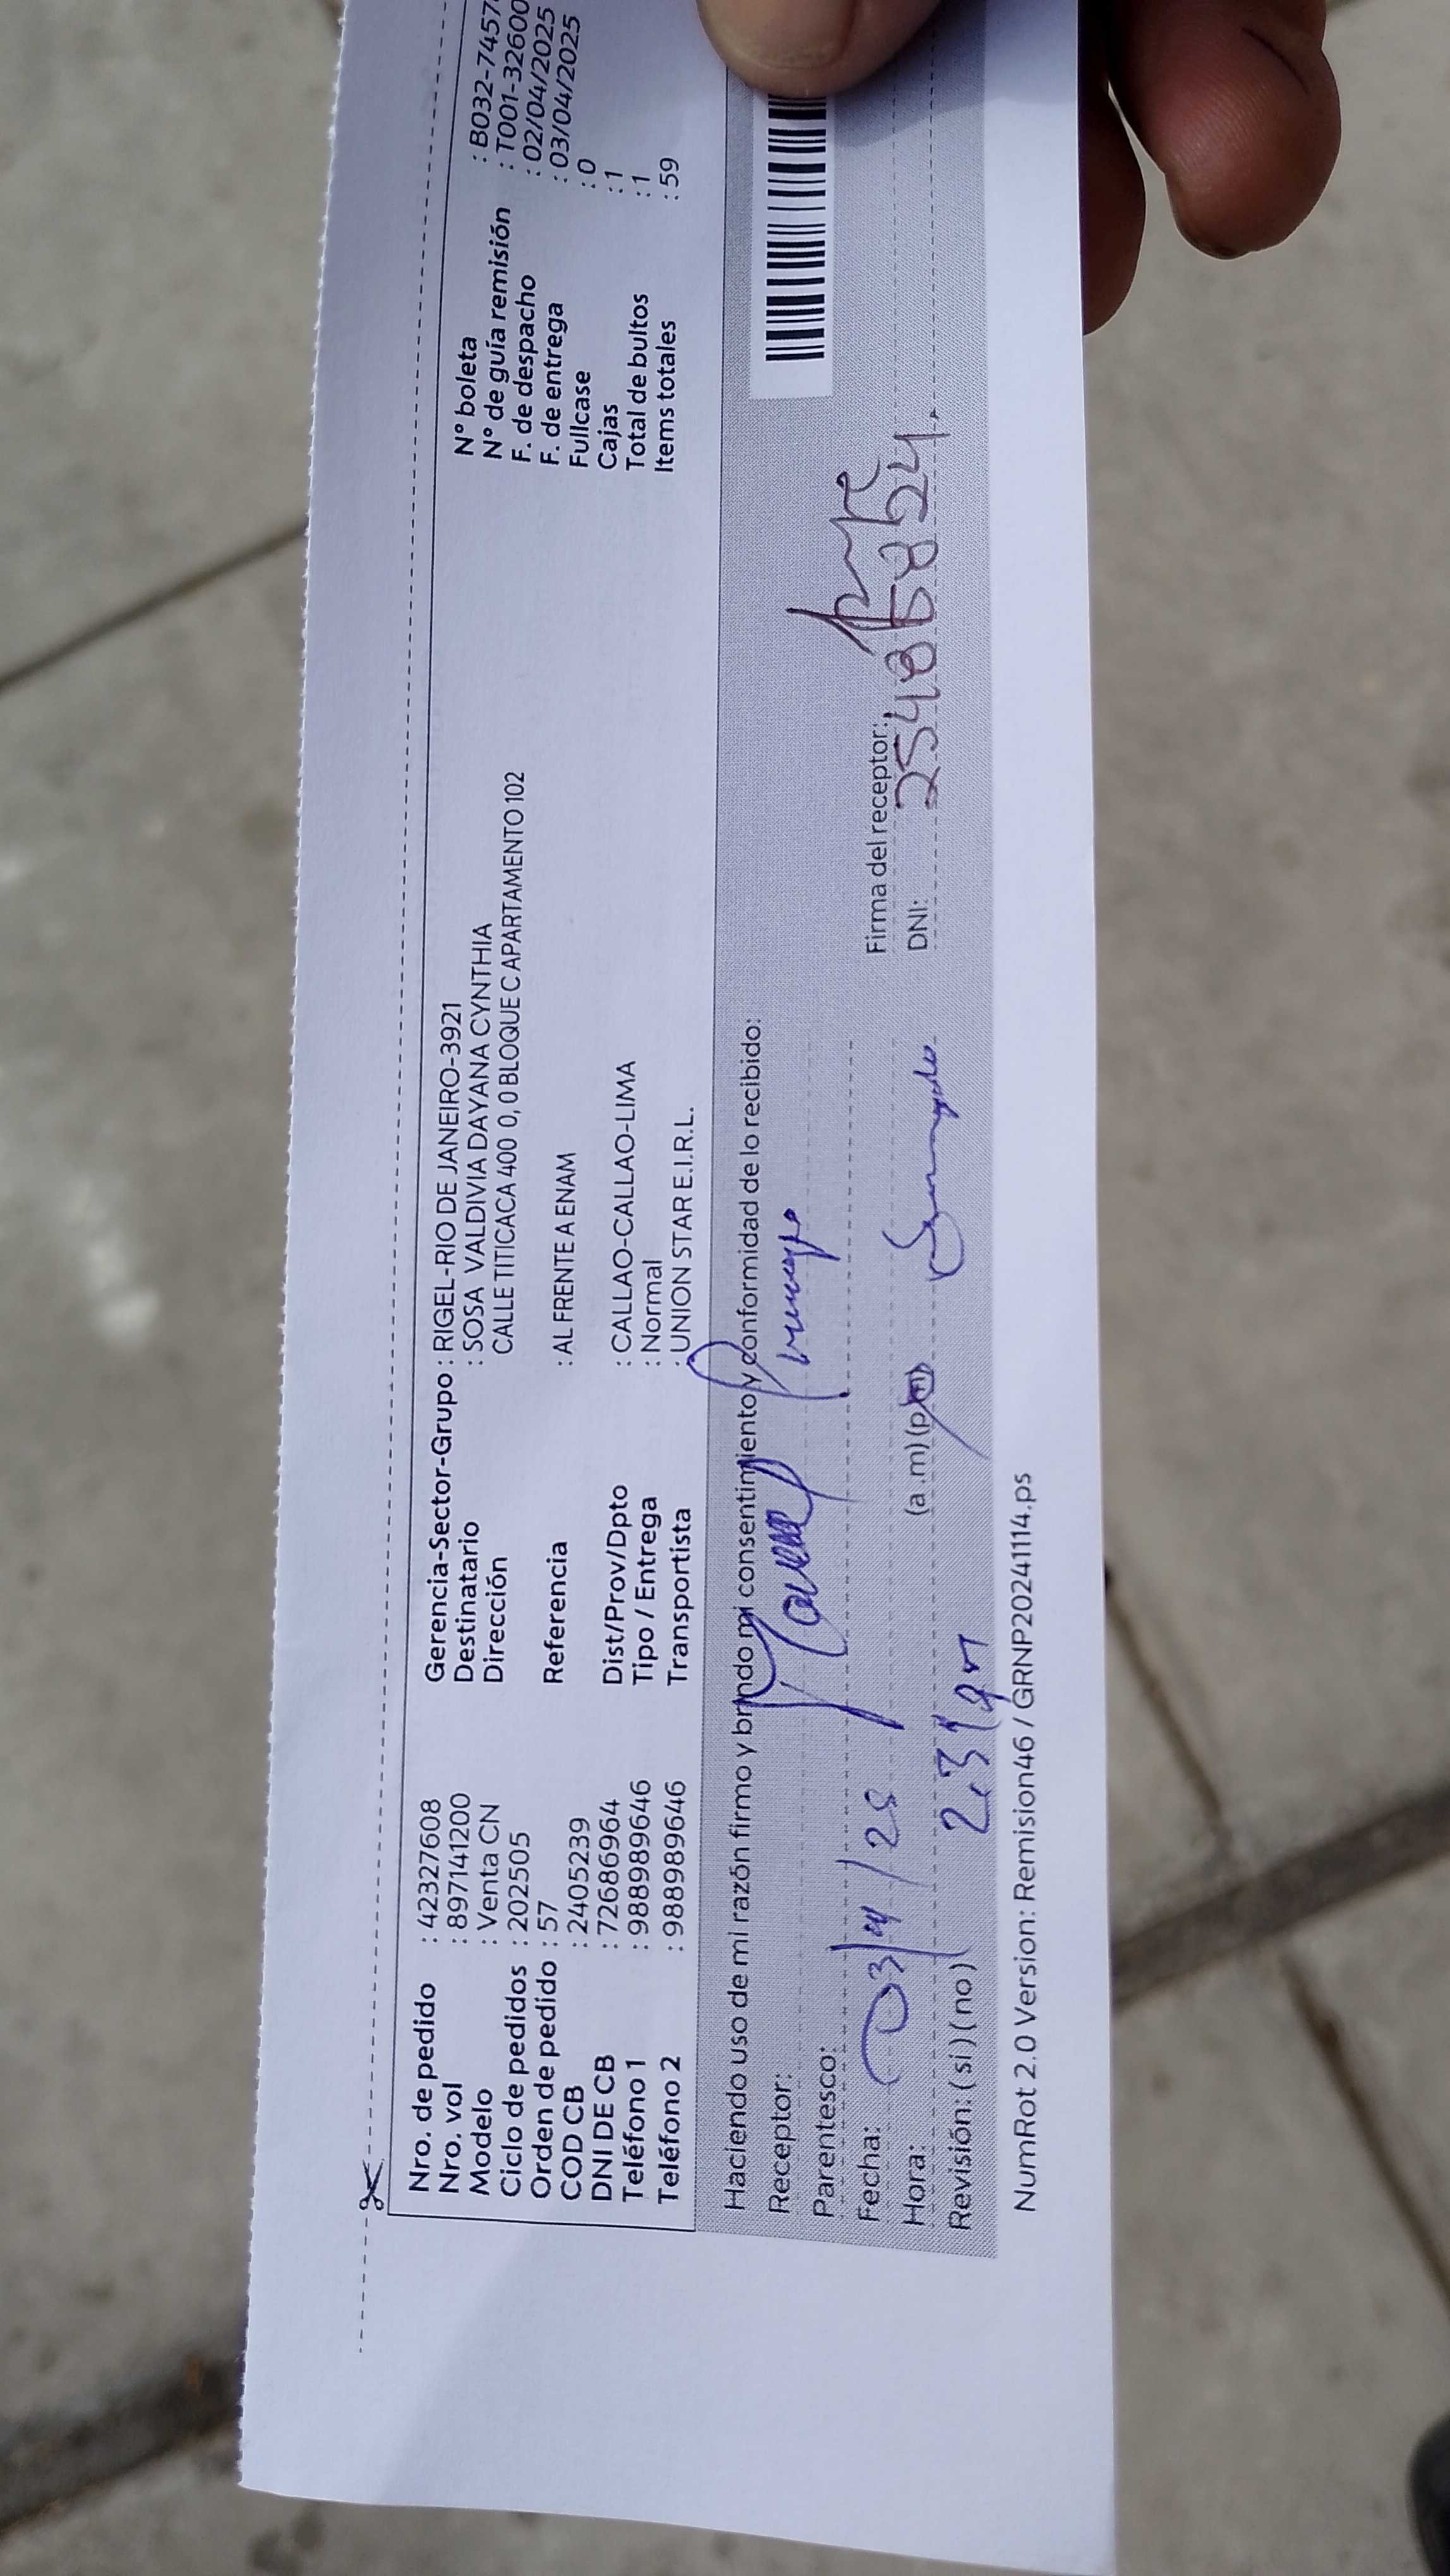 Nro. de pedido : 42327608
Nro. vol : 897141200
Modelo : Venta CN
Ciclo de pedidos : 202505
Orden de pedido : 57
COD CB : 2405239
DNI DE CB : 72686964
Teléfono 1 : 988989646
Teléfono 2 : 988989646
Gerencia-Sector-Grupo : RIGEL-RIO DE JANEIRO-3921
Destinatario : SOSA VALDIVIA DAYANA CYNTHIA
Dirección CALLE TITICACA 400 0, 0 BLOQUE C APARTAMENTO 102
Referencia : AL FRENTE A ENAM
Dist/Prov/Dpto : CALLAO-CALLAO-LIMA
Tipo / Entrega : Normal
Transportista : UNION STAR E.I.R.L.
N° boleta : B032-7457
N° de guía remisión : T001-32600
F. de despacho : 02/04/2025
F. de entrega : 03/04/2025
Fullcase : 0
Cajas : 1
Total de bultos : 1
Items totales : 59
Haciendo uso de mi razón firmo y brindo mi consentimiento y conformidad de lo recibido:
Receptor:
Parentesco:
Fecha: 03/4/25
Firma del receptor:
Hora: (a .m) (p.m)
DNI:
Revisión: ( si ) ( no )
NumRot 2.0 Version: Remision46 / GRNP20241114.ps